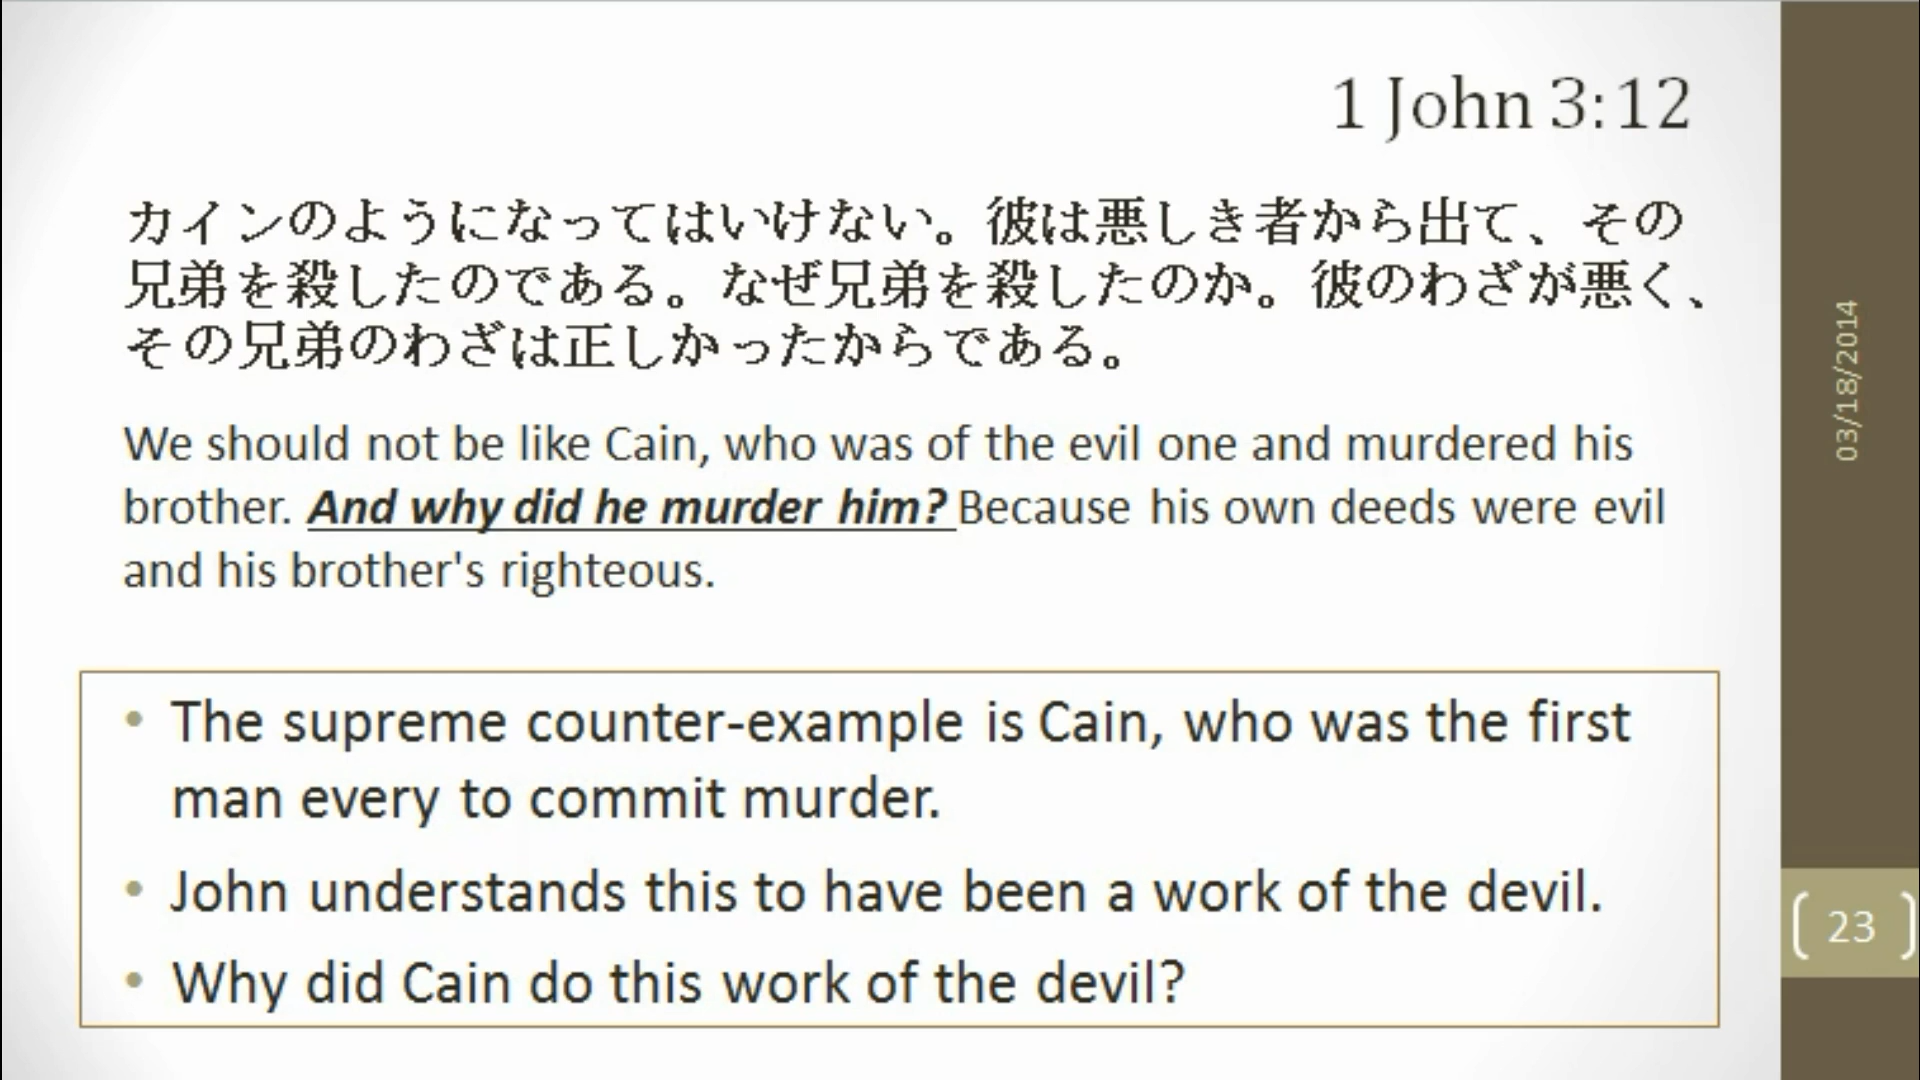 1 John 3:12
カインのようになってはいけない。彼は悪しき者から出て、その
兄弟を殺したのである。なぜ兄弟を殺したのか。彼のわざが悪く、
その兄弟のわざは正しかったからである。
We should not be like Cain, who was of the evil one and murdered his
brother. And why did he murder him? Because his own deeds were evil
and his brother's righteous.
• The supreme counter-example is Cain, who was the first
man every to commit murder.
• John understands this to have been a work of the devil.
• Why did Cain do this work of the devil?
03/18/2014
23